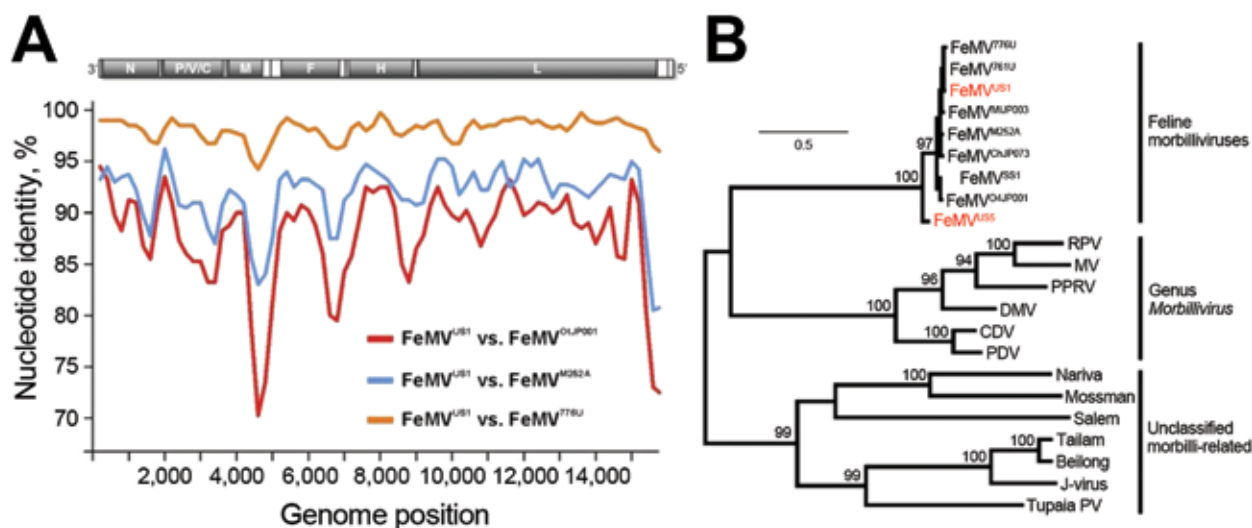 A
3' N P/V/C M F H L 5'
Nucleotide identity, %
100
95
90
85
80
75
70
FeMVUS1 vs. FeMVOtJP001
FeMVUS1 vs. FeMVM252A
FeMVUS1 vs. FeMV776U
2,000 4,000 6,000 8,000 10,000 12,000 14,000
Genome position
B
0.5
FeMV776U
FeMV761U
FeMVUS1
FeMVMiJP003
FeMVM252A
FeMVChJP073
FeMVSS1
FeMVOtJP001
FeMVUS5
97
100
Feline
morbilliviruses
RPV
MV
PPRV
DMV
CDV
PDV
100
94
96
100
100
Genus
Morbillivirus
Nariva
Mossman
Salem
Tailam
Beilong
J-virus
Tupaia PV
100
99
100
100
99
Unclassified
morbilli-related